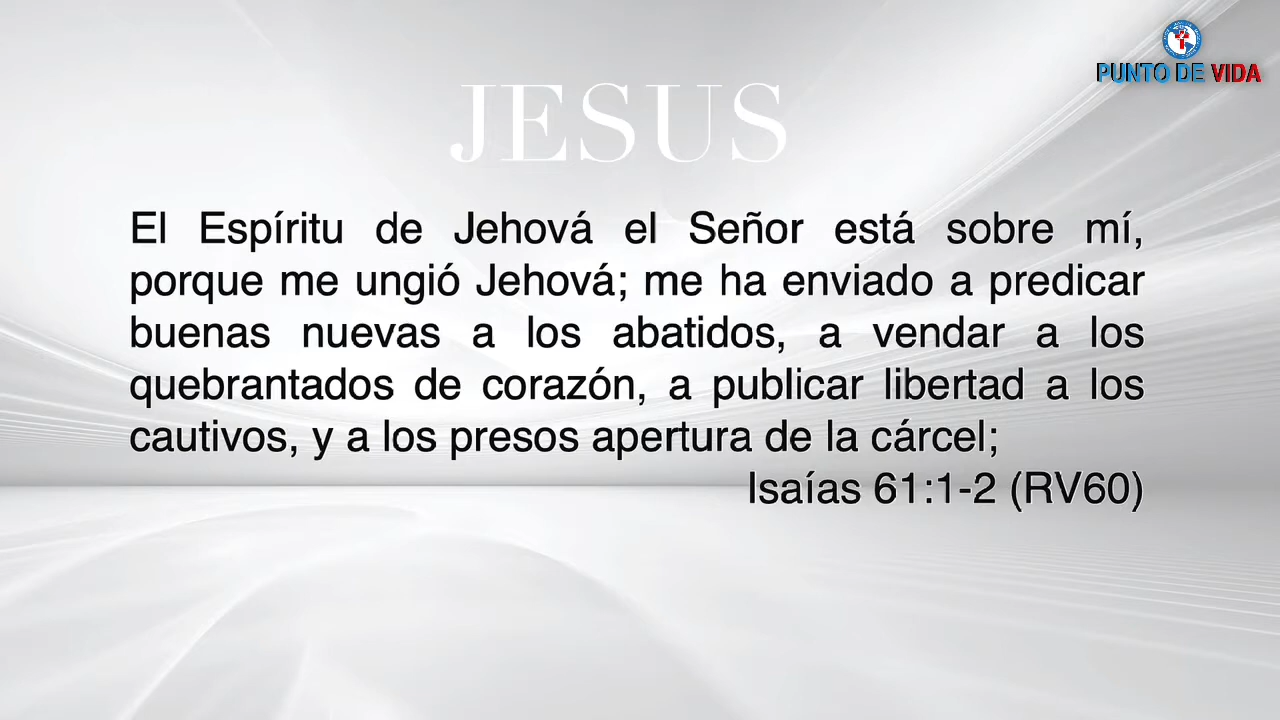 PUNTO DE VIDA
JESUS
El Espíritu de Jehová el Señor está sobre mí,
porque me ungió Jehová; me ha enviado a predicar
buenas nuevas a los abatidos, a vendar a los
quebrantados de corazón, a publicar libertad a los
cautivos, y a los presos apertura de la cárcel;
Isaías 61:1-2 (RV60)